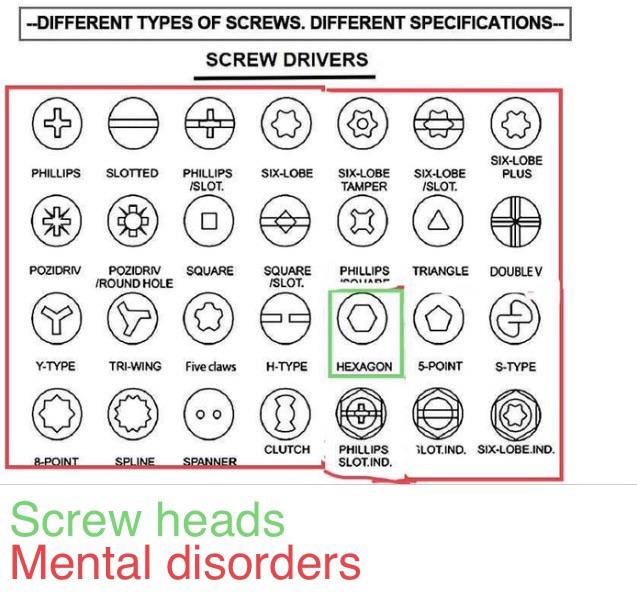 --DIFFERENT TYPES OF SCREWS. DIFFERENT SPECIFICATIONS--
SCREW DRIVERS
PHILLIPS
SLOTTED
PHILLIPS
/SLOT.
SIX-LOBE
SIX-LOBE
TAMPER
SIX-LOBE
/SLOT.
SIX-LOBE
PLUS
POZIDRIV
POZIDRIV
/ROUND HOLE
SQUARE
SQUARE
/SLOT.
PHILLIPS
/SQUARE
TRIANGLE
DOUBLE V
Y-TYPE
TRI-WING
Five claws
H-TYPE
HEXAGON
5-POINT
S-TYPE
8-POINT
SPLINE
SPANNER
CLUTCH
PHILLIPS
SLOT.IND.
SLOT.IND.
SIX-LOBE.IND.
Screw heads
Mental disorders